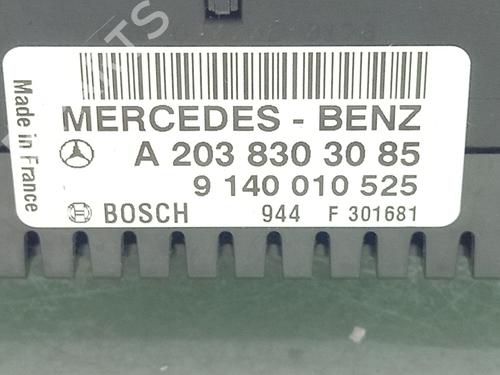 MERCEDES - BENZ
A 203 830 30 85
9 140 010 525
BOSCH 944 F 301681
Made in France